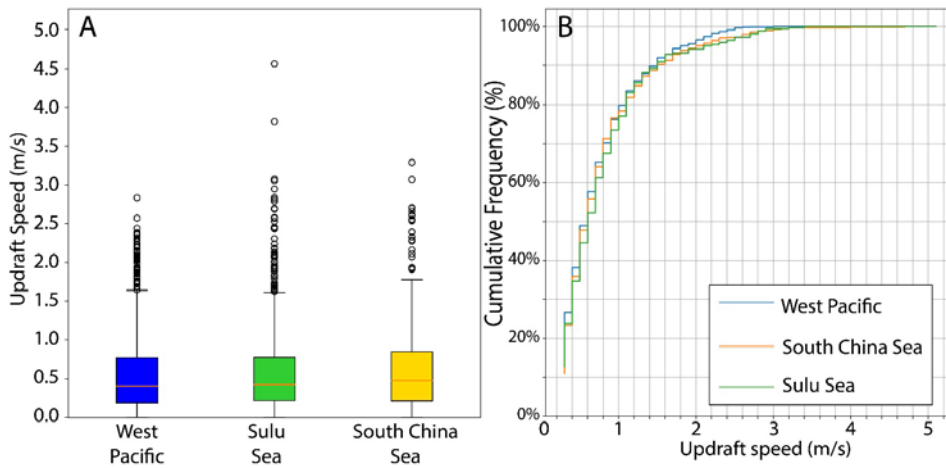 A
Updraft Speed (m/s)
5.0
4.5
4.0
3.5
3.0
2.5
2.0
1.5
1.0
0.5
0.0
West
Pacific
Sulu
Sea
South China
Sea
B
Cumulative Frequency (%)
100%
80%
60%
40%
20%
0%
West Pacific
South China Sea
Sulu Sea
0 1 2 3 4 5
Updraft speed (m/s)